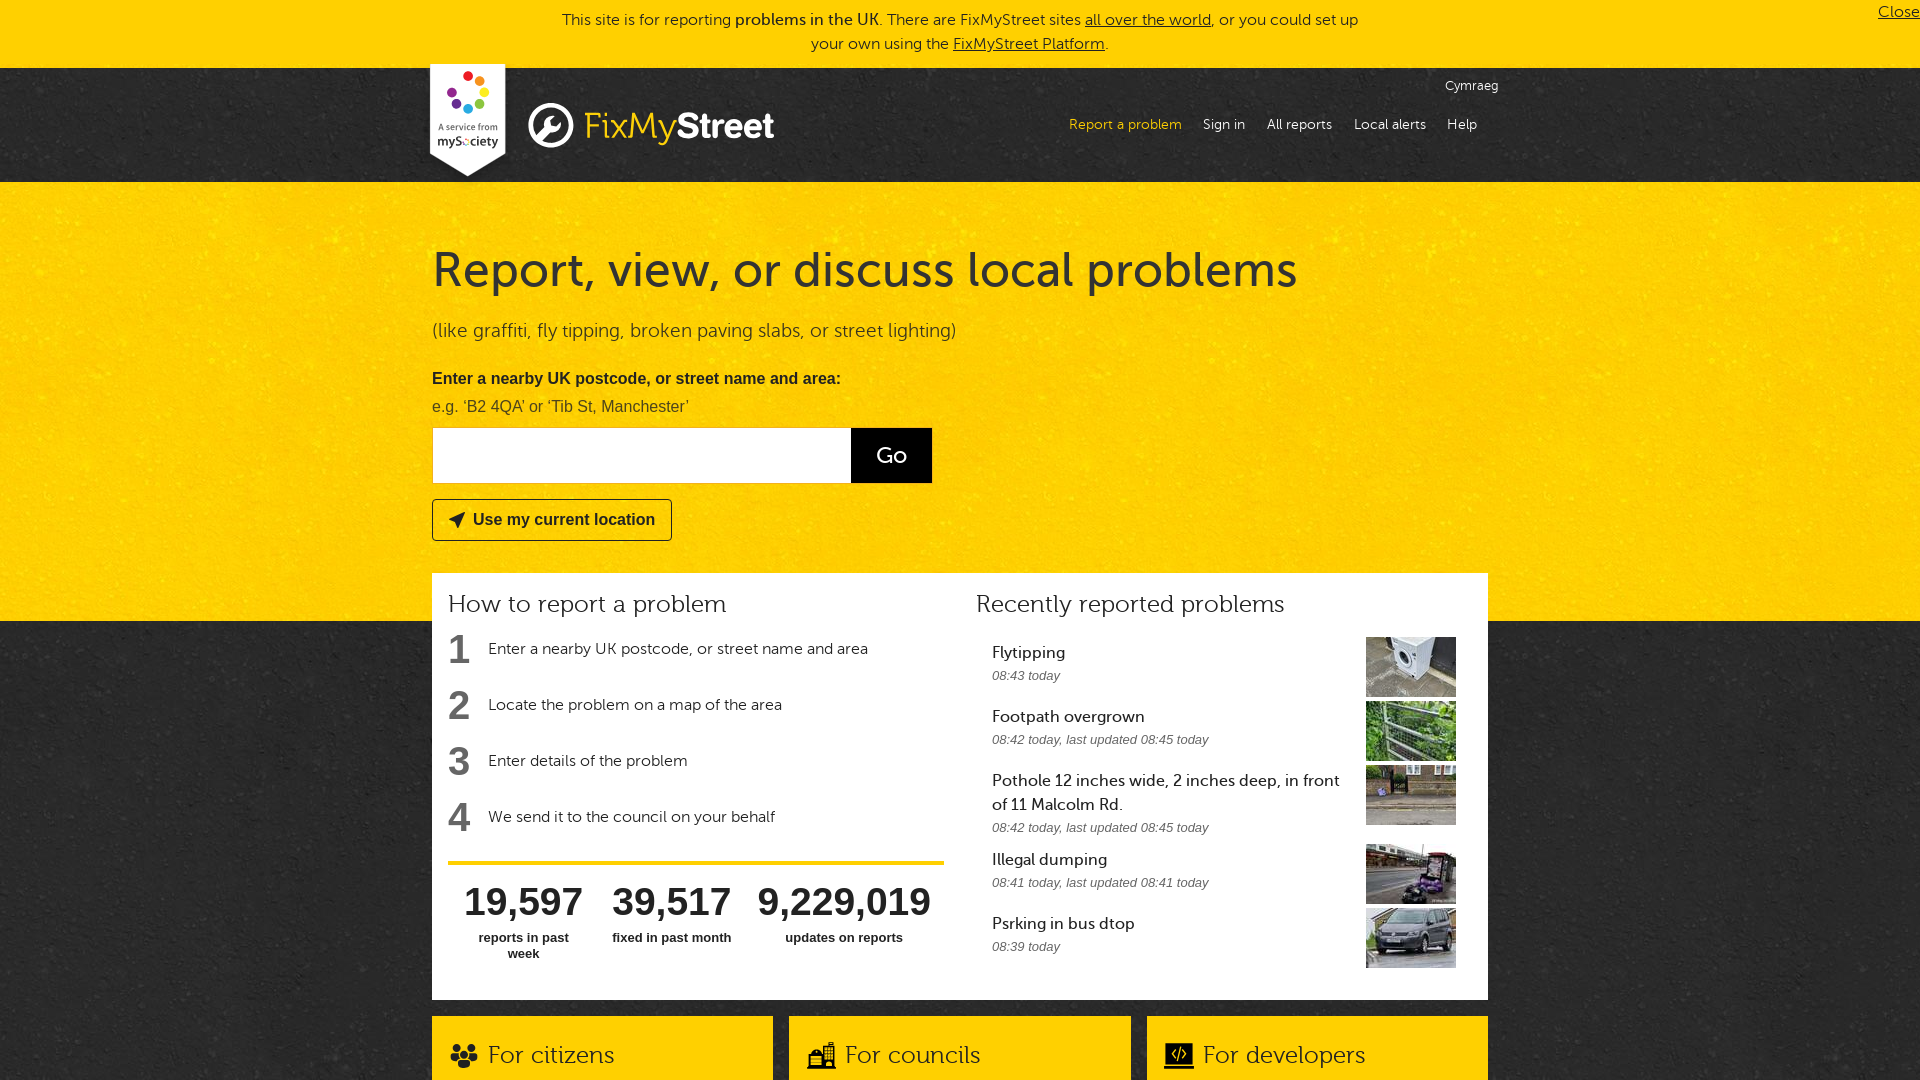 This site is for reporting problems in the UK. There are FixMyStreet sites all over the world, or you could set up
your own using the FixMyStreet Platform.
Close
Cymraeg
A service from
mySociety
FixMyStreet
Report a problem
Sign in
All reports
Local alerts
Help
Report, view, or discuss local problems
(like graffiti, fly tipping, broken paving slabs, or street lighting)
Enter a nearby UK postcode, or street name and area:
e.g. ‘B2 4QA’ or ‘Tib St, Manchester’
Go
Use my current location
How to report a problem
1 Enter a nearby UK postcode, or street name and area
2 Locate the problem on a map of the area
3 Enter details of the problem
4 We send it to the council on your behalf
19,597
reports in past
week
39,517
fixed in past month
9,229,019
updates on reports
Recently reported problems
Flytipping
08:43 today
Footpath overgrown
08:42 today, last updated 08:45 today
Pothole 12 inches wide, 2 inches deep, in front
of 11 Malcolm Rd.
08:42 today, last updated 08:45 today
Illegal dumping
08:41 today, last updated 08:41 today
Psrking in bus dtop
08:39 today
For citizens
For councils
For developers